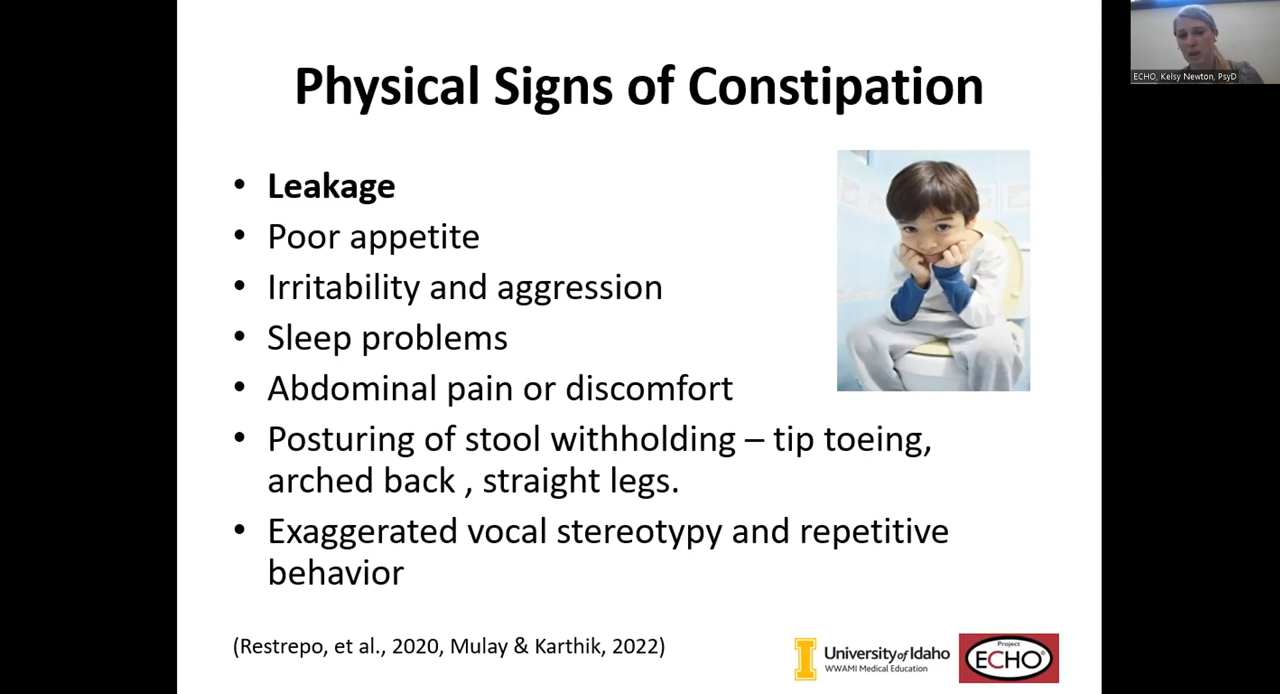 ECHO, Kelsy Newton, PsyD
Physical Signs of Constipation
• Leakage
• Poor appetite
• Irritability and aggression
• Sleep problems
• Abdominal pain or discomfort
• Posturing of stool withholding – tip toeing,
arched back , straight legs.
• Exaggerated vocal stereotypy and repetitive
behavior
(Restrepo, et al., 2020, Mulay & Karthik, 2022)
I University of Idaho
WWAMI Medical Education
Project
ECHO®